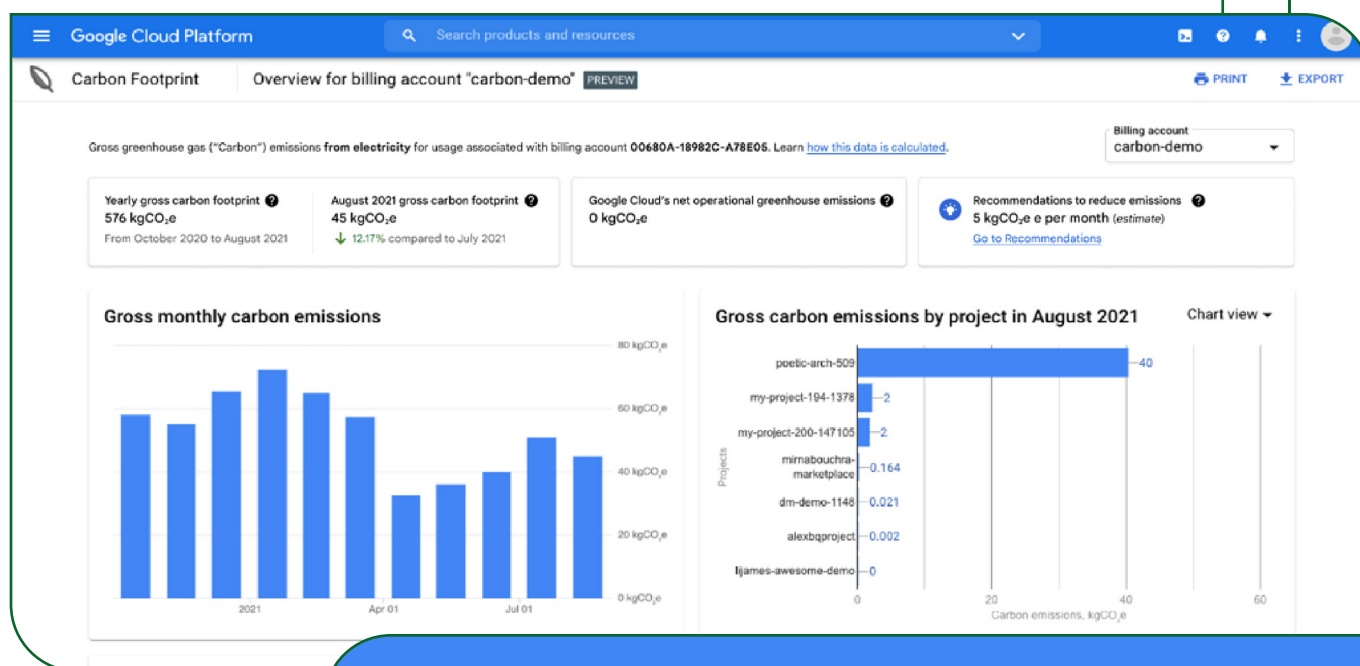 Google Cloud Platform
Search products and resources
Carbon Footprint
Overview for billing account "carbon-demo" PREVIEW
PRINT
EXPORT
Gross greenhouse gas ("Carbon") emissions from electricity for usage associated with billing account 00680A-18982C-A78E05. Learn how this data is calculated.
Billing account
carbon-demo
Yearly gross carbon footprint
576 kgCO₂e
From October 2020 to August 2021
August 2021 gross carbon footprint
45 kgCO₂e
12.17% compared to July 2021
Google Cloud's net operational greenhouse emissions
0 kgCO₂e
Recommendations to reduce emissions
5 kgCO₂e e per month (estimate)
Go to Recommendations
Gross monthly carbon emissions
80 kgCO₂e
60 kgCO₂e
40 kgCO₂e
20 kgCO₂e
0 kgCO₂e
2021
Apr 01
Jul 01
Gross carbon emissions by project in August 2021
Chart view
Projects
poetic-arch-509
40
my-project-194-1378
2
my-project-200-147105
2
mirnabouchra-
marketplace
0.164
dm-demo-1148
0.021
alexbqproject
0.002
lijames-awesome-demo
0
0
20
40
60
Carbon emissions, kgCO₂e